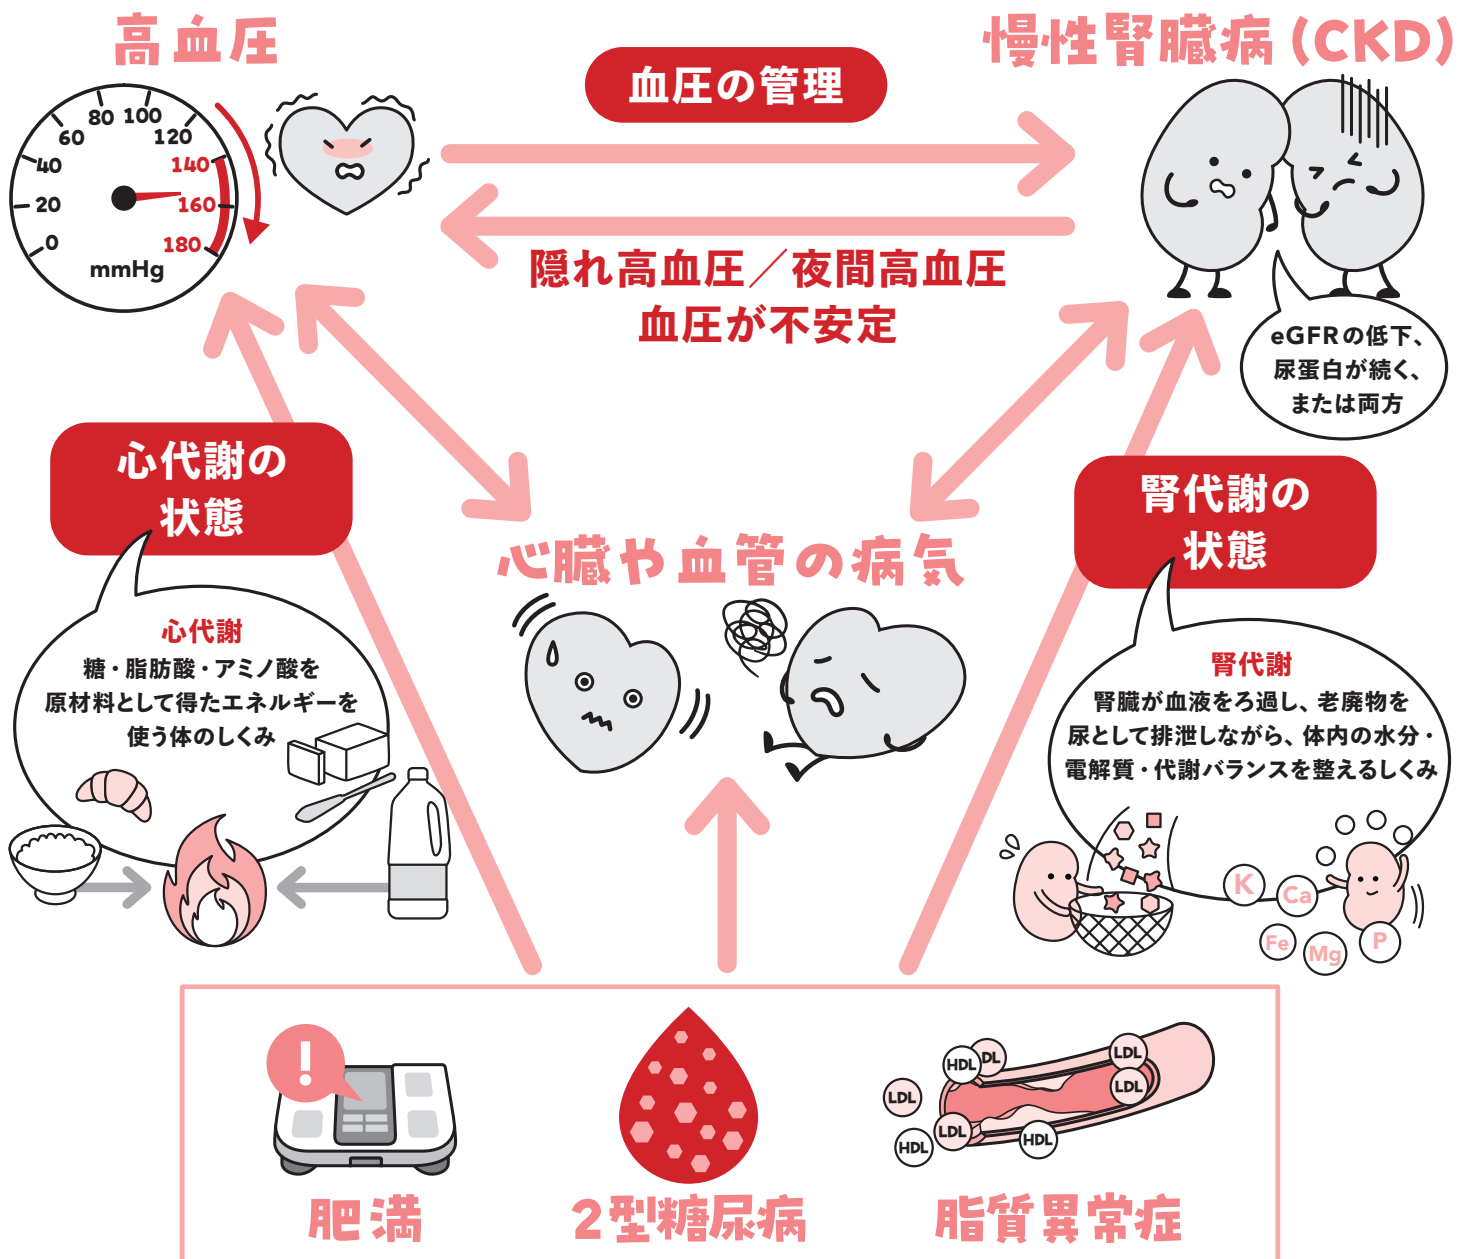 高血圧
慢性腎臓病(CKD)
血圧の管理
0
20
40
60
80
100
120
140
160
180
mmHg
隠れ高血圧／夜間高血圧
血圧が不安定
eGFRの低下、
尿蛋白が続く、
または両方
心代謝の
状態
腎代謝の
状態
心臓や血管の病気
心代謝
糖・脂肪酸・アミノ酸を
原材料として得たエネルギーを
使う体のしくみ
腎代謝
腎臓が血液をろ過し、老廃物を
尿として排泄しながら、体内の水分・
電解質・代謝バランスを整えるしくみ
K
Ca
Fe
Mg
P
!
HDL
DL
LDL
LDL
LDL
LDL
HDL
HDL
肥満
2型糖尿病
脂質異常症